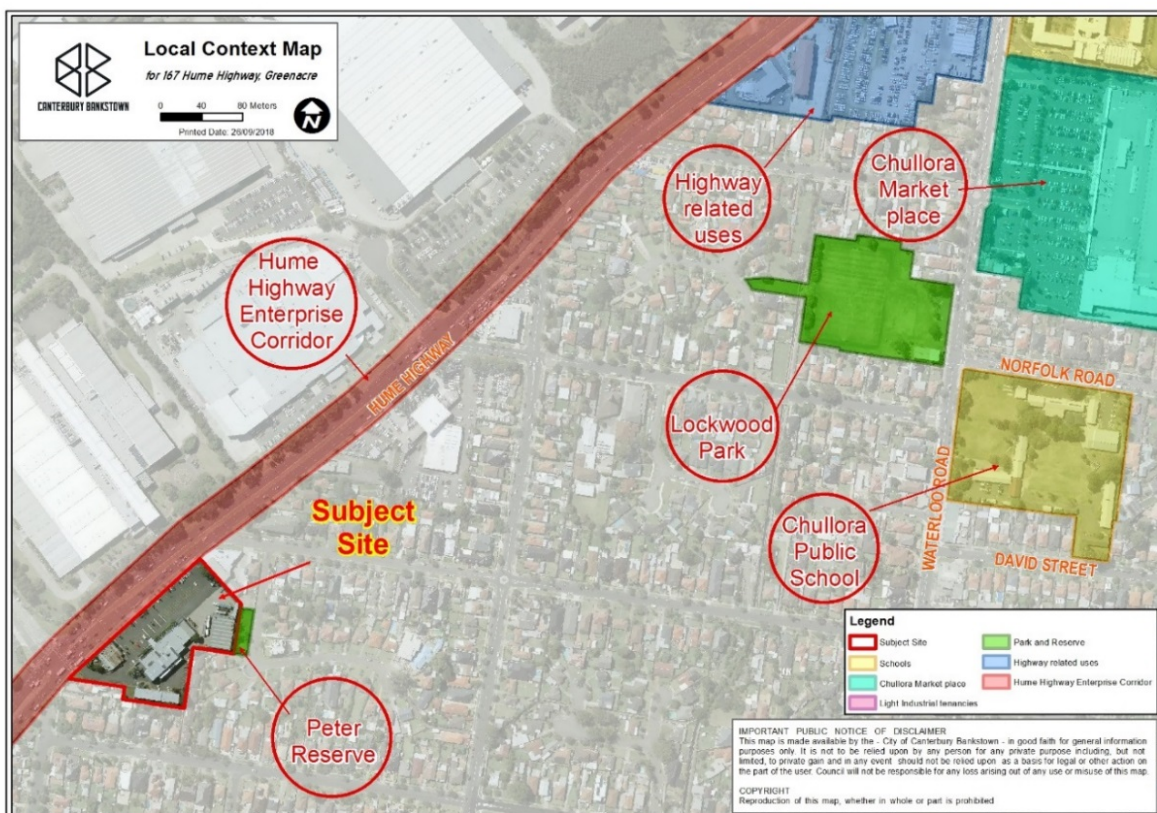 Local Context Map
for 167 Hume Highway, Greenacre
CANTERBURY BANKSTOWN
0 40 80 Meters
N
Printed Date: 26/09/2018
Highway
related
uses
Chullora
Market
place
Hume
Highway
Enterprise
Corridor
HUME HIGHWAY
Lockwood
Park
NORFOLK ROAD
WATERLOO ROAD
Subject
Site
Chullora
Public
School
DAVID STREET
Peter
Reserve
Legend
Subject Site
Park and Reserve
Schools
Highway related uses
Chullora Market place
Hume Highway Enterprise Corridor
Light Industrial tenancies
IMPORTANT PUBLIC NOTICE OF DISCLAIMER
This map is made available by the - City of Canterbury Bankstown - in good faith for general information
purposes only. It is not to be relied upon by any person for any private purpose including, but not
limited, to private gain and in any event should not be relied upon as a basis for legal or other action on
the part of the user. Council will not be responsible for any loss arising out of any use or misuse of this map.
COPYRIGHT
Reproduction of this map, whether in whole or part is prohibited